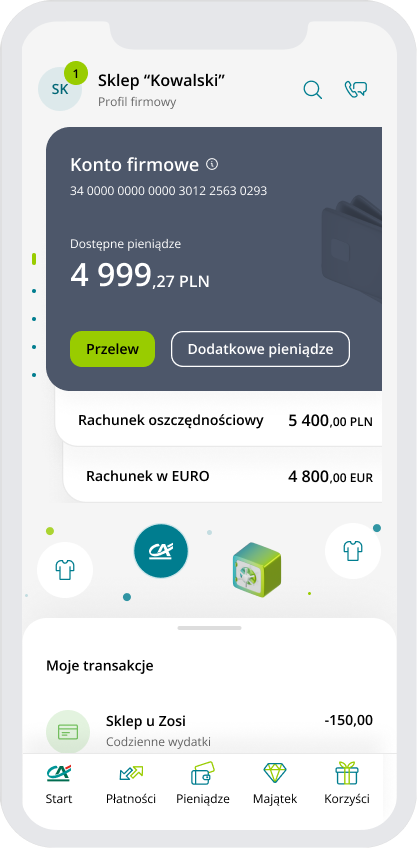 SK
1
Sklep “Kowalski”
Profil firmowy
Konto firmowe
34 0000 0000 0000 3012 2563 0293
Dostępne pieniądze
4 999,27 PLN
Przelew
Dodatkowe pieniądze
Rachunek oszczędnościowy 5 400,00 PLN
Rachunek w EURO 4 800,00 EUR
Moje transakcje
Sklep u Zosi -150,00
Codzienne wydatki
Start Płatności Pieniądze Majątek Korzyści